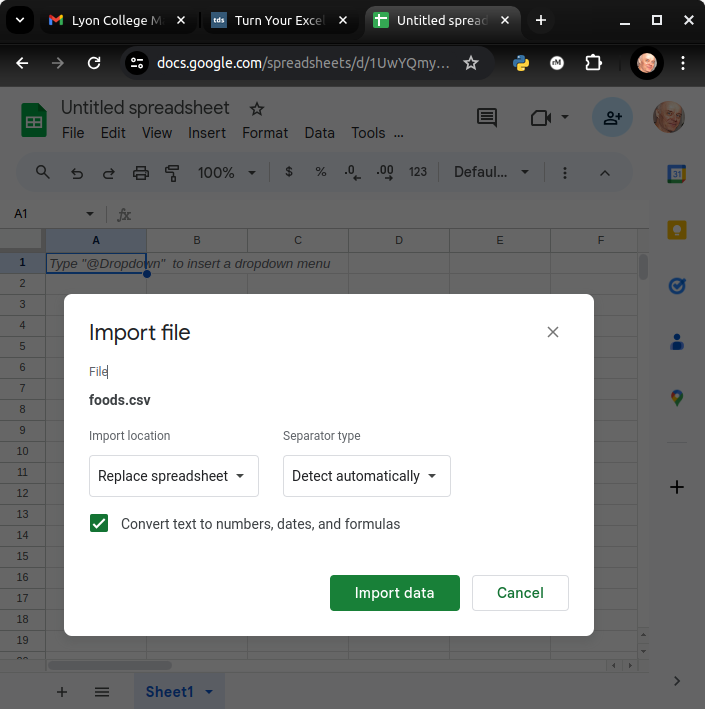 Lyon College M
tds Turn Your Excel
Untitled spread
docs.google.com/spreadsheets/d/1UwYQmy...
rM
Untitled spreadsheet
File Edit View Insert Format Data Tools ...
100% $ % .0 .00 123 Defaul...
31
A1 fx
A B C D E F
1 Type "@Dropdown" to insert a dropdown menu
2
3
4
5
6
7
8
9
10
11
12
13
14
15
16
17
18
19
Import file
File
foods.csv
Import location Separator type
Replace spreadsheet Detect automatically
Convert text to numbers, dates, and formulas
Import data Cancel
Sheet1